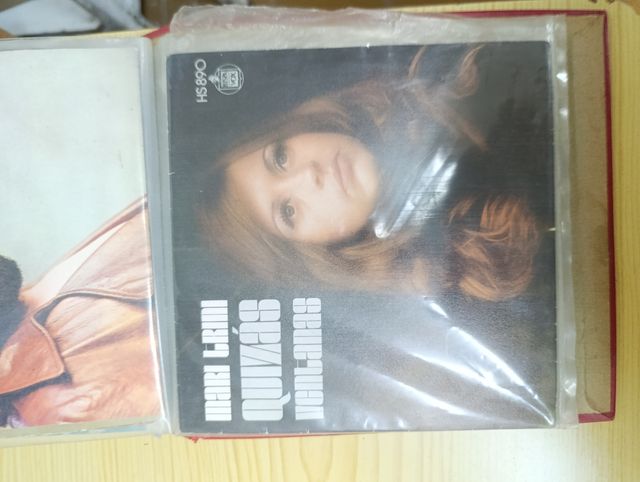 HS 890
MARI TRINI
QUIZÁS
VENTANAS